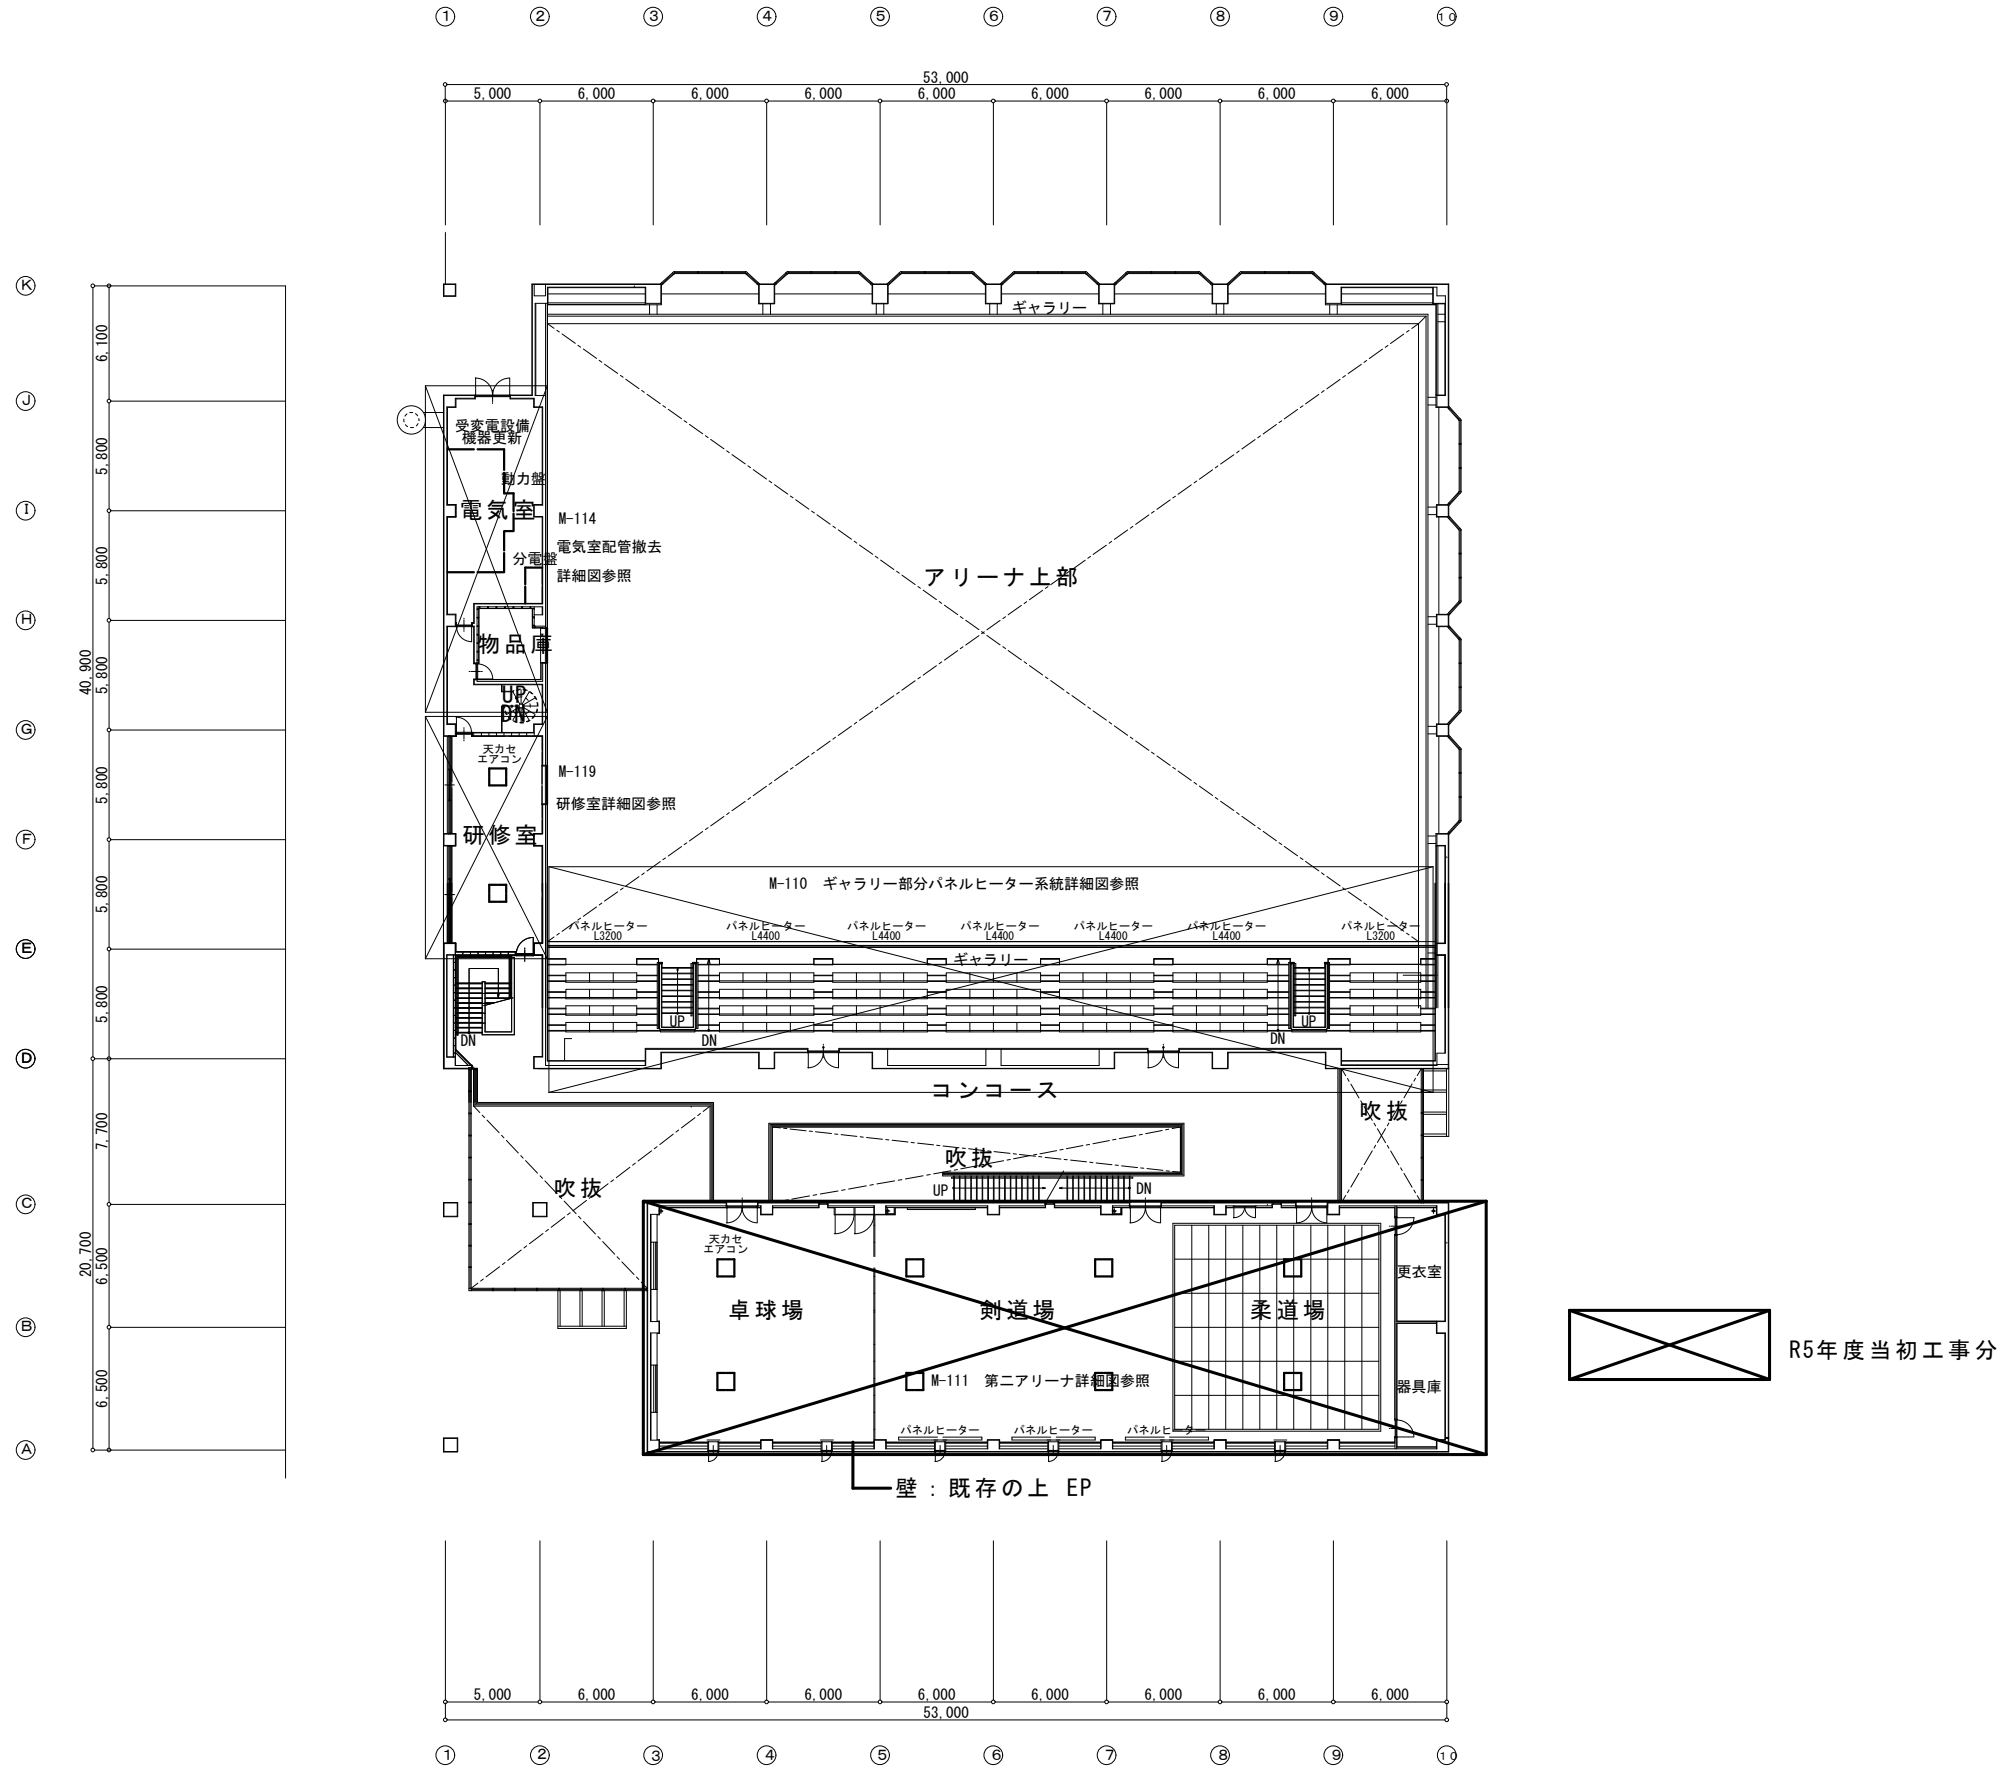 ① ② ③ ④ ⑤ ⑥ ⑦ ⑧ ⑨ ⑩
53,000
5,000 6,000 6,000 6,000 6,000 6,000 6,000 6,000 6,000
Ⓚ
6,100
Ⓙ
5,800
Ⓘ
5,800
Ⓗ
40,900
5,800
Ⓖ
5,800
Ⓕ
5,800
Ⓔ
5,800
Ⓓ
7,700
Ⓒ
20,700
6,500
Ⓑ
6,500
Ⓐ
ギャラリー
受変電設備
機器更新
動力盤
電気室
M-114
分電盤
電気室配管撤去
詳細図参照
アリーナ上部
物品庫
UP
DN
天カセ
エアコン
M-119
研修室詳細図参照
研修室
M-110 ギャラリー部分パネルヒーター系統詳細図参照
パネルヒーター パネルヒーター パネルヒーター パネルヒーター パネルヒーター パネルヒーター パネルヒーター
L3200 L4400 L4400 L4400 L4400 L4400 L3200
ギャラリー
UP UP
DN DN DN
コンコース
吹抜
吹抜
吹抜
UP DN
天カセ
エアコン
更衣室
卓球場 剣道場 柔道場
M-111 第二アリーナ詳細図参照
器具庫
パネルヒーター パネルヒーター パネルヒーター
壁：既存の上 EP
R5年度当初工事分
5,000 6,000 6,000 6,000 6,000 6,000 6,000 6,000 6,000
53,000
① ② ③ ④ ⑤ ⑥ ⑦ ⑧ ⑨ ⑩